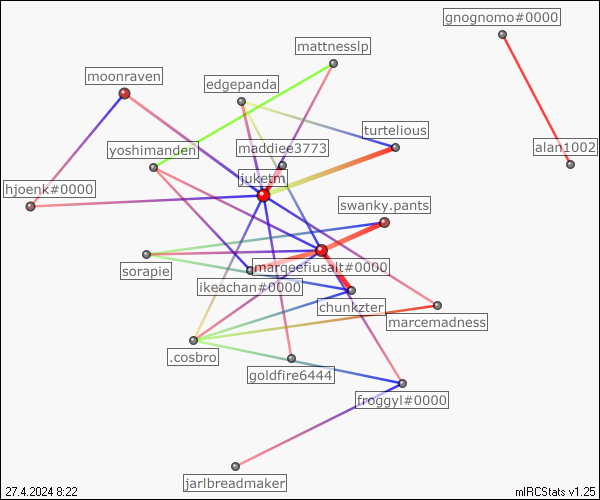 gnognomo#0000
mattnesslp
moonraven
edgepanda
turtelious
alan1002
maddiee3773
yoshimanden
juketm
hjoenk#0000
swanky.pants
marqeefiusalt#0000
sorapie
ikeachan#0000
chunkzter
marcemadness
.cosbro
goldfire6444
froggyl#0000
jarlbreadmaker
27.4.2024 8:22
mIRCStats v1.25